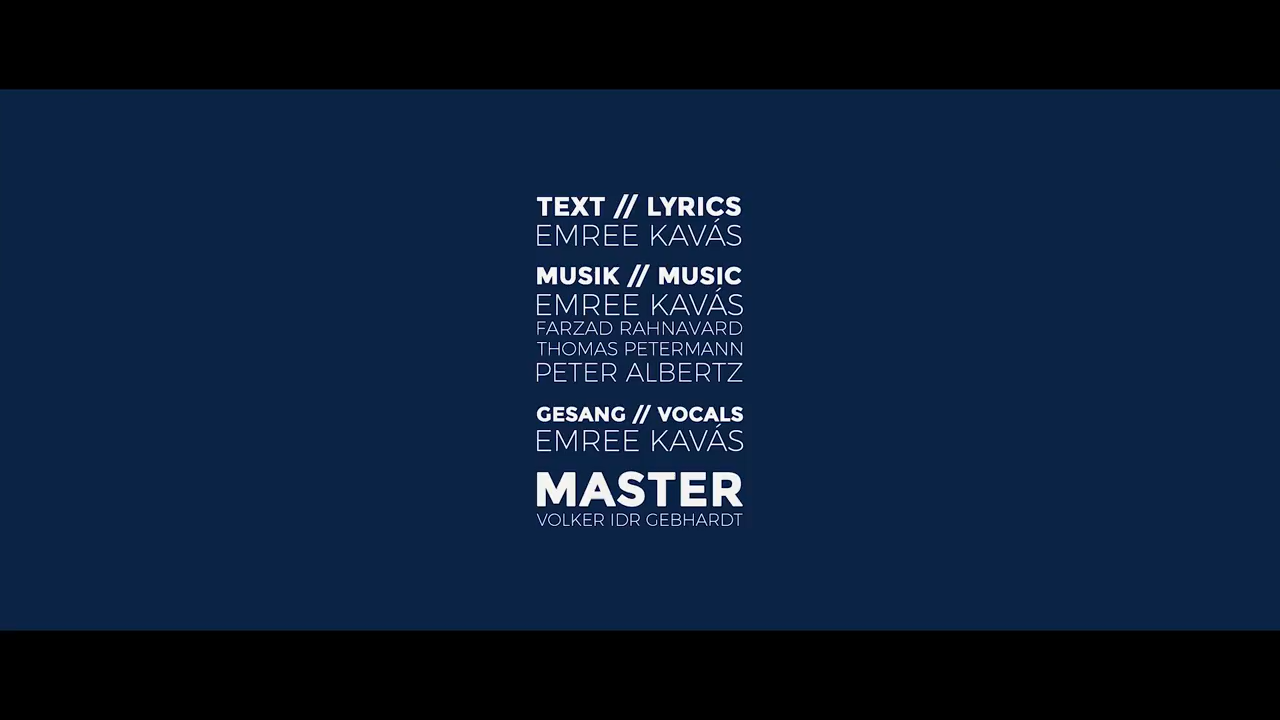 TEXT // LYRICS
EMREE KAVÁS
MUSIK // MUSIC
EMREE KAVÁS
FARZAD RAHNAVARD
THOMAS PETERMANN
PETER ALBERTZ
GESANG // VOCALS
EMREE KAVÁS
MASTER
VOLKER IDR GEBHARDT